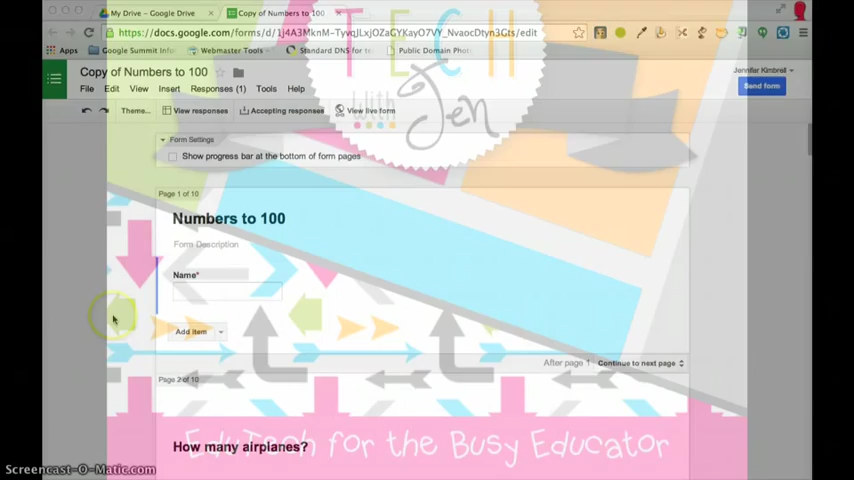 My Drive - Google Drive
Copy of Numbers to 100
https://docs.google.com/forms/d/1j4A3MknM-TyvqJLxjOZaGYKayO7VY_NvaocDtyn3Gts/edit
Apps
Google Summit Info
Webmaster Tools
Standard DNS for
Public Domain Pho
Copy of Numbers to 100
Jennifer Kimbrell
File Edit View Insert Responses (1) Tools Help
Send form
Theme...
View responses
Accepting responses
View live form
TECH
with
Jen
Form Settings
Show progress bar at the bottom of form pages
Page 1 of 10
Numbers to 100
Form Description
Name*
Add item
After page 1 Continue to next page
Page 2 of 10
How many airplanes?
EduTech for the Busy Educator
Screencast-O-Matic.com